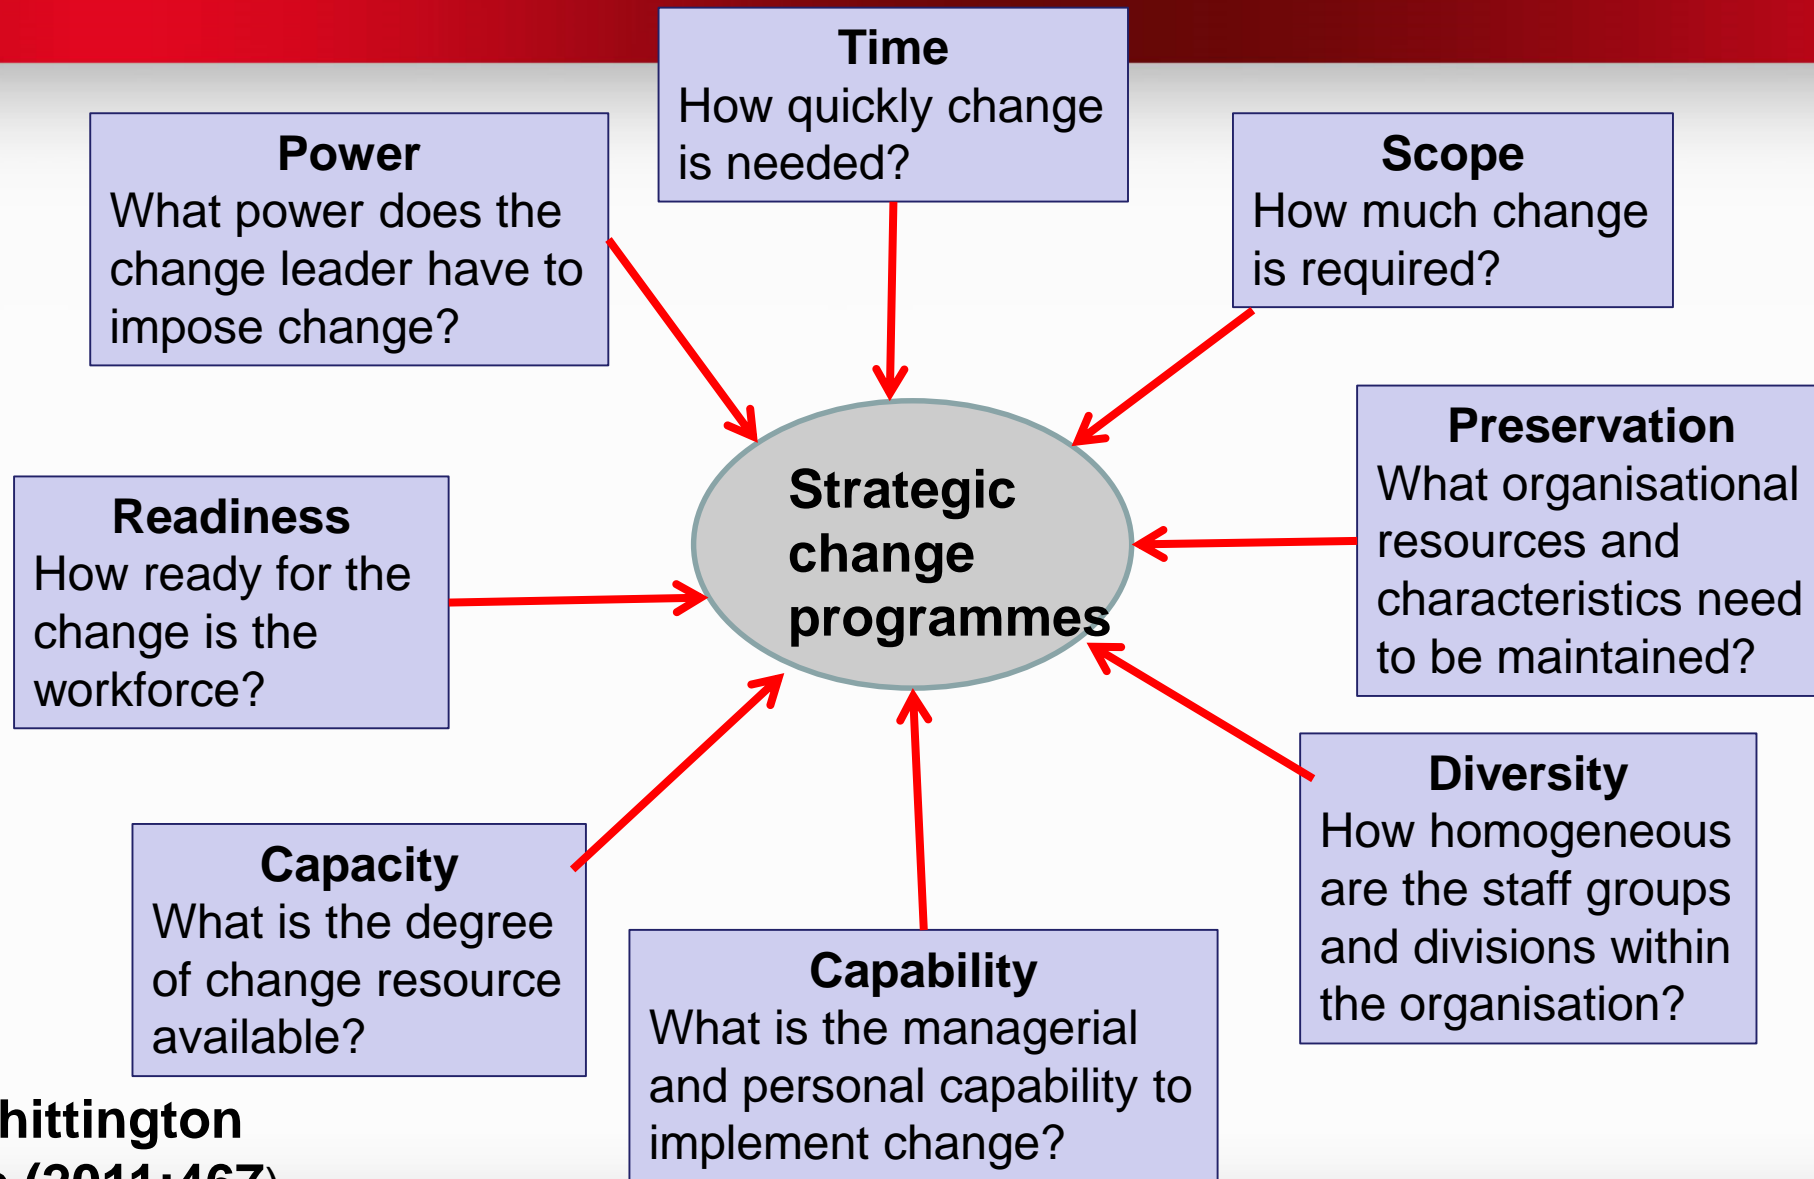 Time
How quickly change
is needed?
Power
What power does the
change leader have to
impose change?
Scope
How much change
is required?
Preservation
What organisational
resources and
characteristics need
to be maintained?
Readiness
How ready for the
change is the
workforce?
Strategic
change
programmes
Diversity
How homogeneous
are the staff groups
and divisions within
the organisation?
Capacity
What is the degree
of change resource
available?
Capability
What is the managerial
and personal capability to
implement change?
hittington
(2011:467)